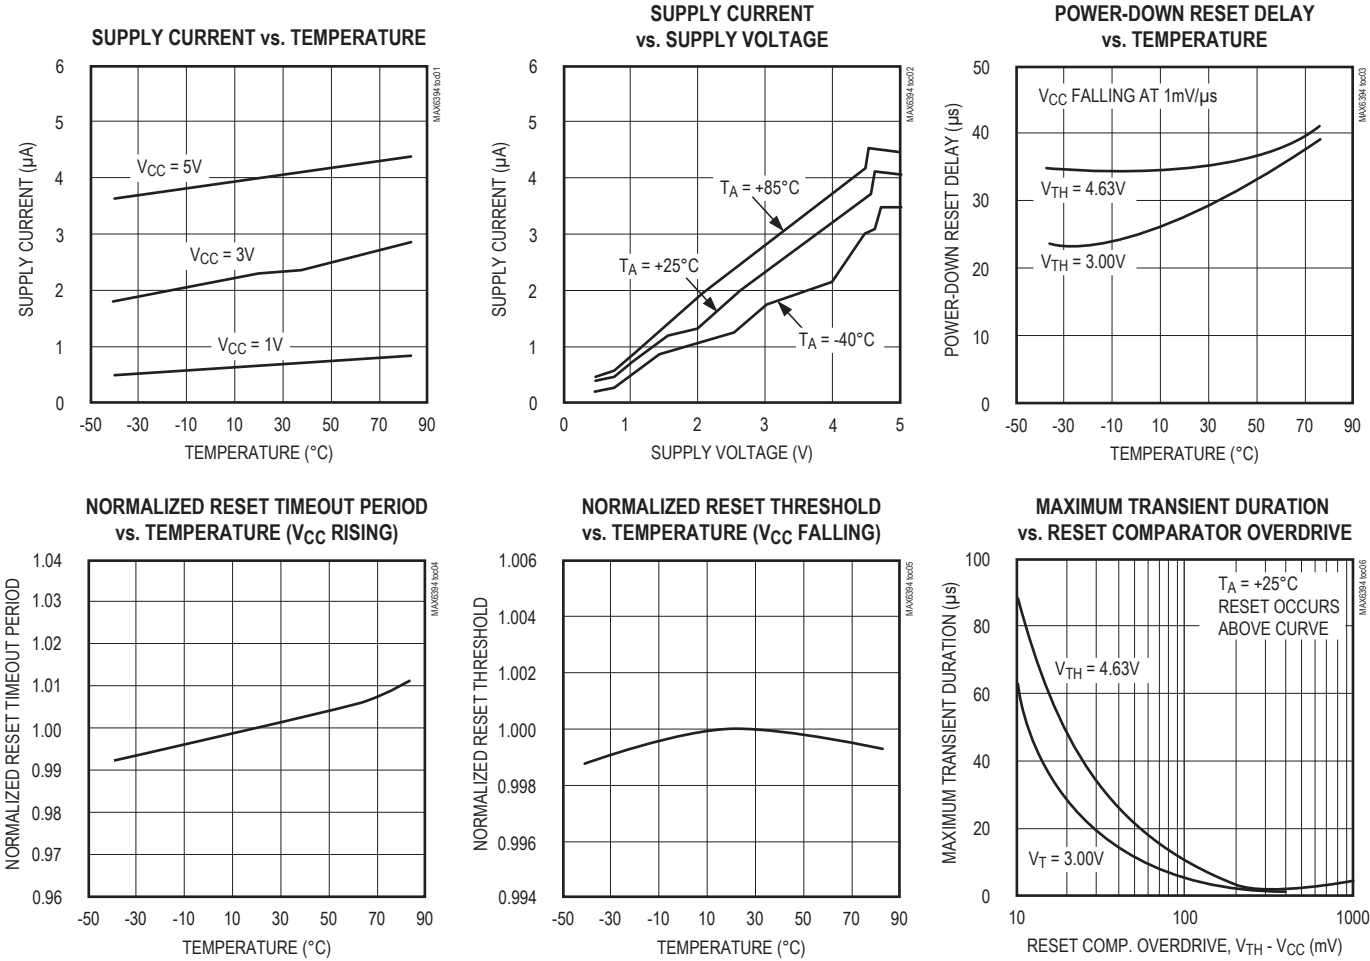 SUPPLY CURRENT vs. TEMPERATURE
6
5
4
3
2
1
0
SUPPLY CURRENT (µA)
VCC = 5V
VCC = 3V
VCC = 1V
MAX6394 toc01
-50 -30 -10 10 30 50 70 90
TEMPERATURE (°C)
SUPPLY CURRENT
vs. SUPPLY VOLTAGE
6
5
4
3
2
1
0
SUPPLY CURRENT (µA)
TA = +85°C
TA = +25°C
TA = -40°C
MAX6394 toc02
0 1 2 3 4 5
SUPPLY VOLTAGE (V)
POWER-DOWN RESET DELAY
vs. TEMPERATURE
50
40
30
20
10
0
POWER-DOWN RESET DELAY (µs)
VCC FALLING AT 1mV/µs
VTH = 4.63V
VTH = 3.00V
MAX6394 toc03
-50 -30 -10 10 30 50 70 90
TEMPERATURE (°C)
NORMALIZED RESET TIMEOUT PERIOD
vs. TEMPERATURE (VCC RISING)
1.04
1.03
1.02
1.01
1.00
0.99
0.98
0.97
0.96
NORMALIZED RESET TIMEOUT PERIOD
MAX6394 toc04
-50 -30 -10 10 30 50 70 90
TEMPERATURE (°C)
NORMALIZED RESET THRESHOLD
vs. TEMPERATURE (VCC FALLING)
1.006
1.004
1.002
1.000
0.998
0.996
0.994
NORMALIZED RESET THRESHOLD
MAX6394 toc05
-50 -30 -10 10 30 50 70 90
TEMPERATURE (°C)
MAXIMUM TRANSIENT DURATION
vs. RESET COMPARATOR OVERDRIVE
100
80
60
40
20
0
MAXIMUM TRANSIENT DURATION (µs)
TA = +25°C
RESET OCCURS
ABOVE CURVE
VTH = 4.63V
VT = 3.00V
MAX6394 toc06
10 100 1000
RESET COMP. OVERDRIVE, VTH - VCC (mV)